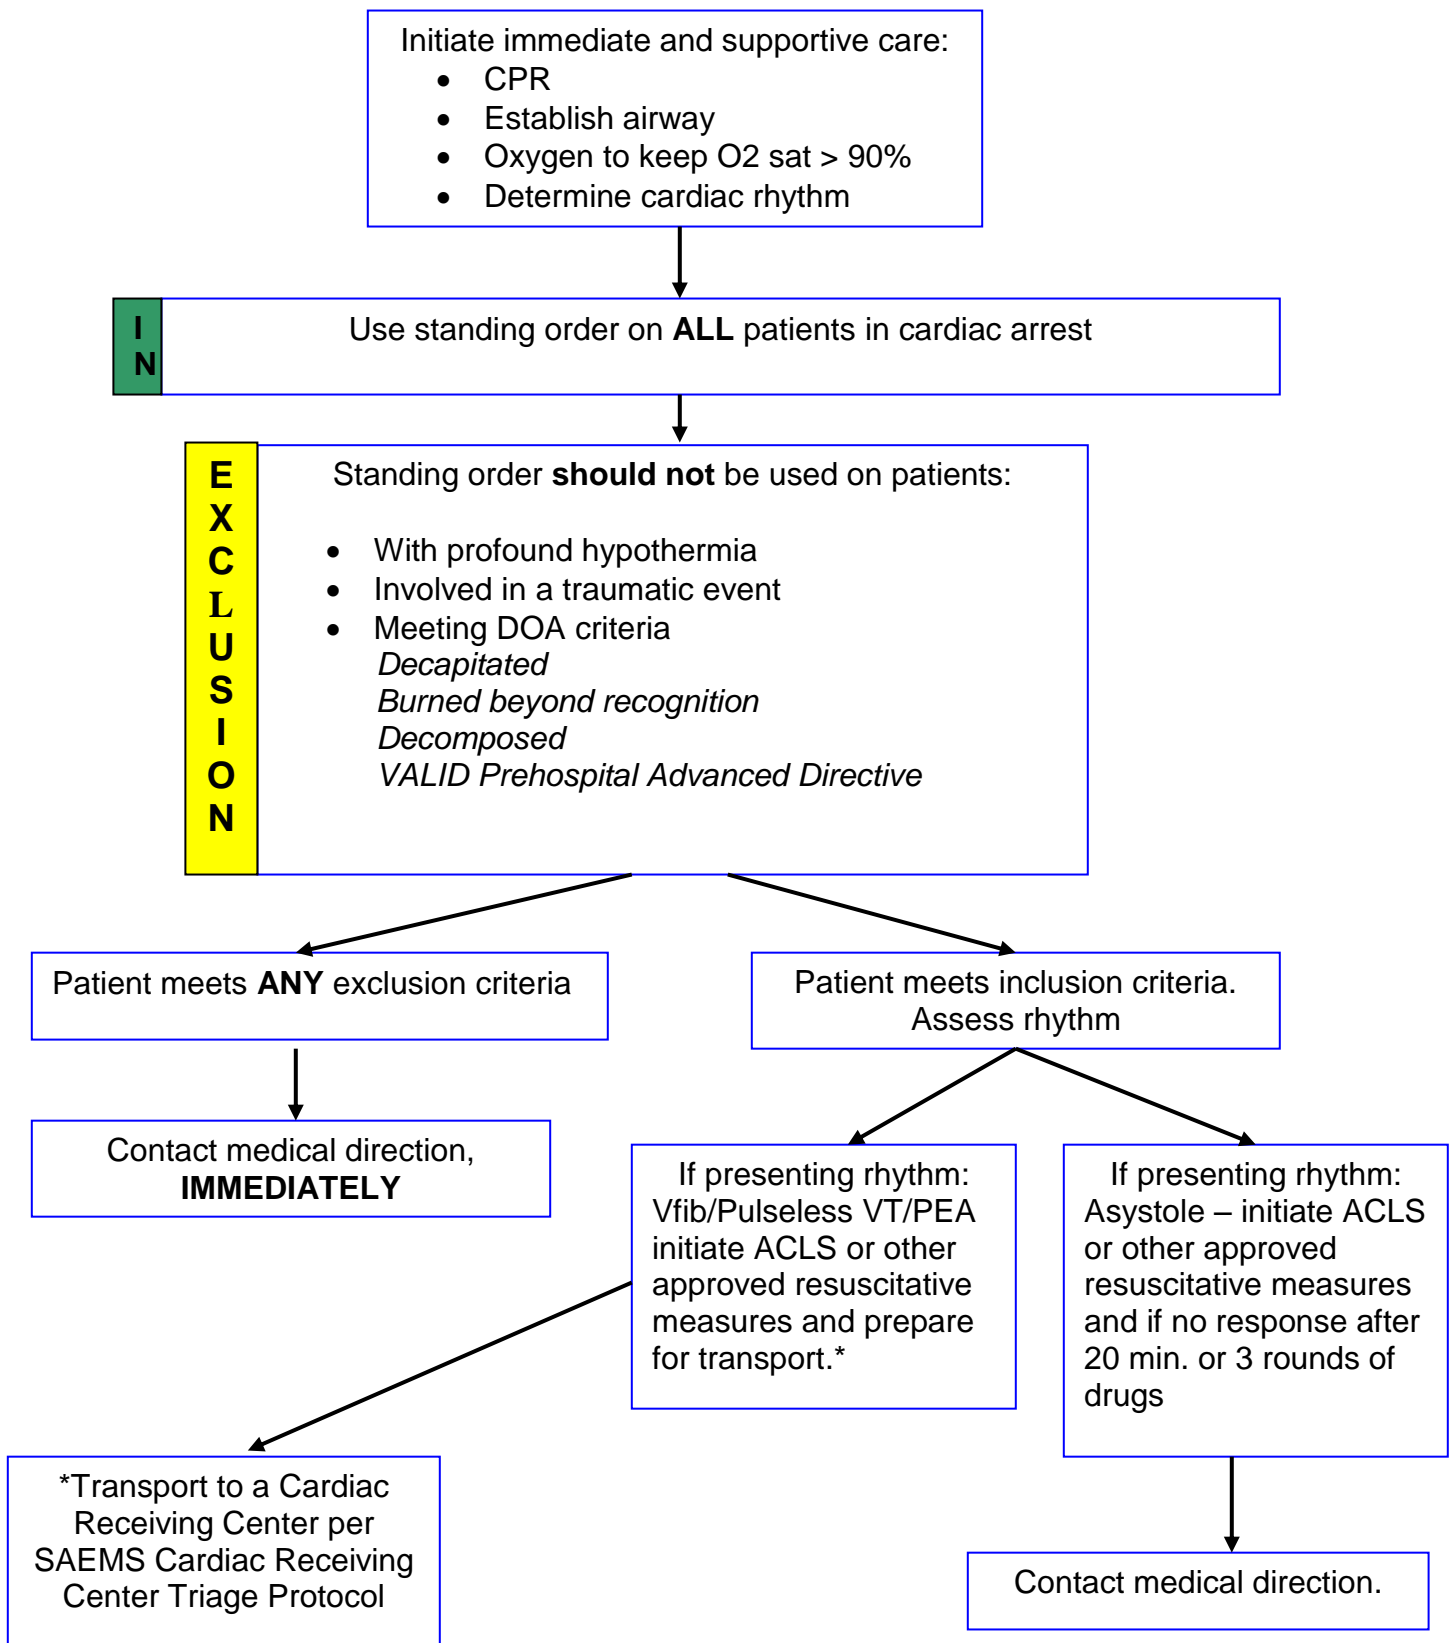 Initiate immediate and supportive care:
• CPR
• Establish airway
• Oxygen to keep O2 sat > 90%
• Determine cardiac rhythm
I
N
Use standing order on ALL patients in cardiac arrest
E
X
C
L
U
S
I
O
N
Standing order should not be used on patients:
• With profound hypothermia
• Involved in a traumatic event
• Meeting DOA criteria
Decapitated
Burned beyond recognition
Decomposed
VALID Prehospital Advanced Directive
Patient meets ANY exclusion criteria
Patient meets inclusion criteria.
Assess rhythm
Contact medical direction,
IMMEDIATELY
If presenting rhythm:
Vfib/Pulseless VT/PEA
initiate ACLS or other
approved resuscitative
measures and prepare
for transport.*
If presenting rhythm:
Asystole – initiate ACLS
or other approved
resuscitative measures
and if no response after
20 min. or 3 rounds of
drugs
*Transport to a Cardiac
Receiving Center per
SAEMS Cardiac Receiving
Center Triage Protocol
Contact medical direction.